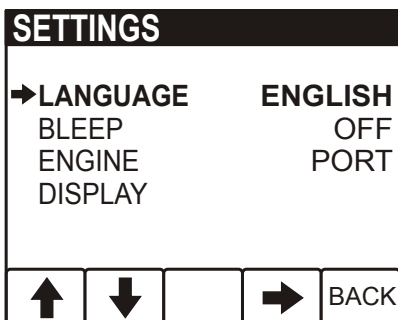 SETTINGS
LANGUAGE ENGLISH
BLEEP OFF
ENGINE PORT
DISPLAY
BACK